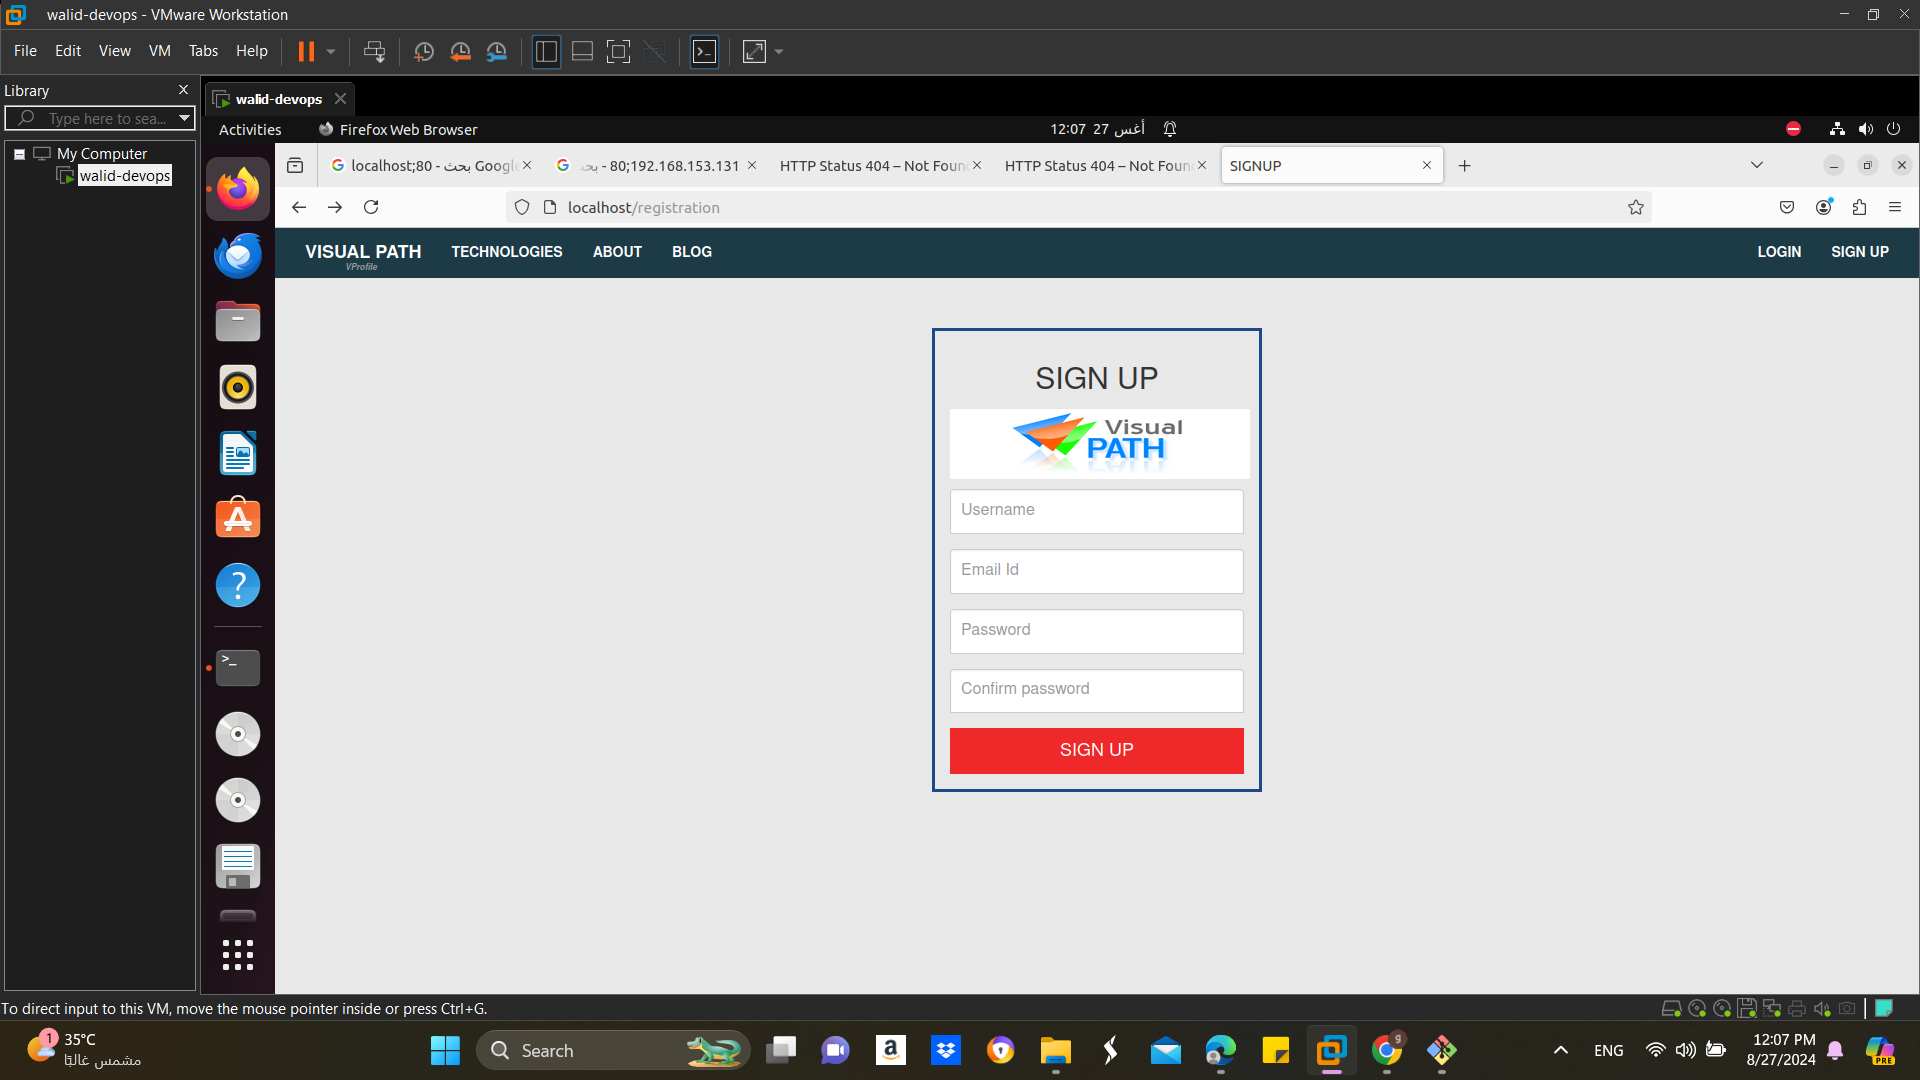 walid-devops - VMware Workstation
File Edit View VM Tabs Help
Library
Type here to sea...
My Computer
walid-devops
walid-devops
Activities
Firefox Web Browser
12:07 27 أغس
localhost;80 - بحث Google
80;192.168.153.131 - بحث
HTTP Status 404 – Not Foun
HTTP Status 404 – Not Foun
SIGNUP
localhost/registration
VISUAL PATH
VProfile
TECHNOLOGIES
ABOUT
BLOG
LOGIN
SIGN UP
SIGN UP
Visual
PATH
Username
Email Id
Password
Confirm password
SIGN UP
To direct input to this VM, move the mouse pointer inside or press Ctrl+G.
1
35°C
مشمس غالبًا
Search
a
g
ENG
12:07 PM
8/27/2024
PRE